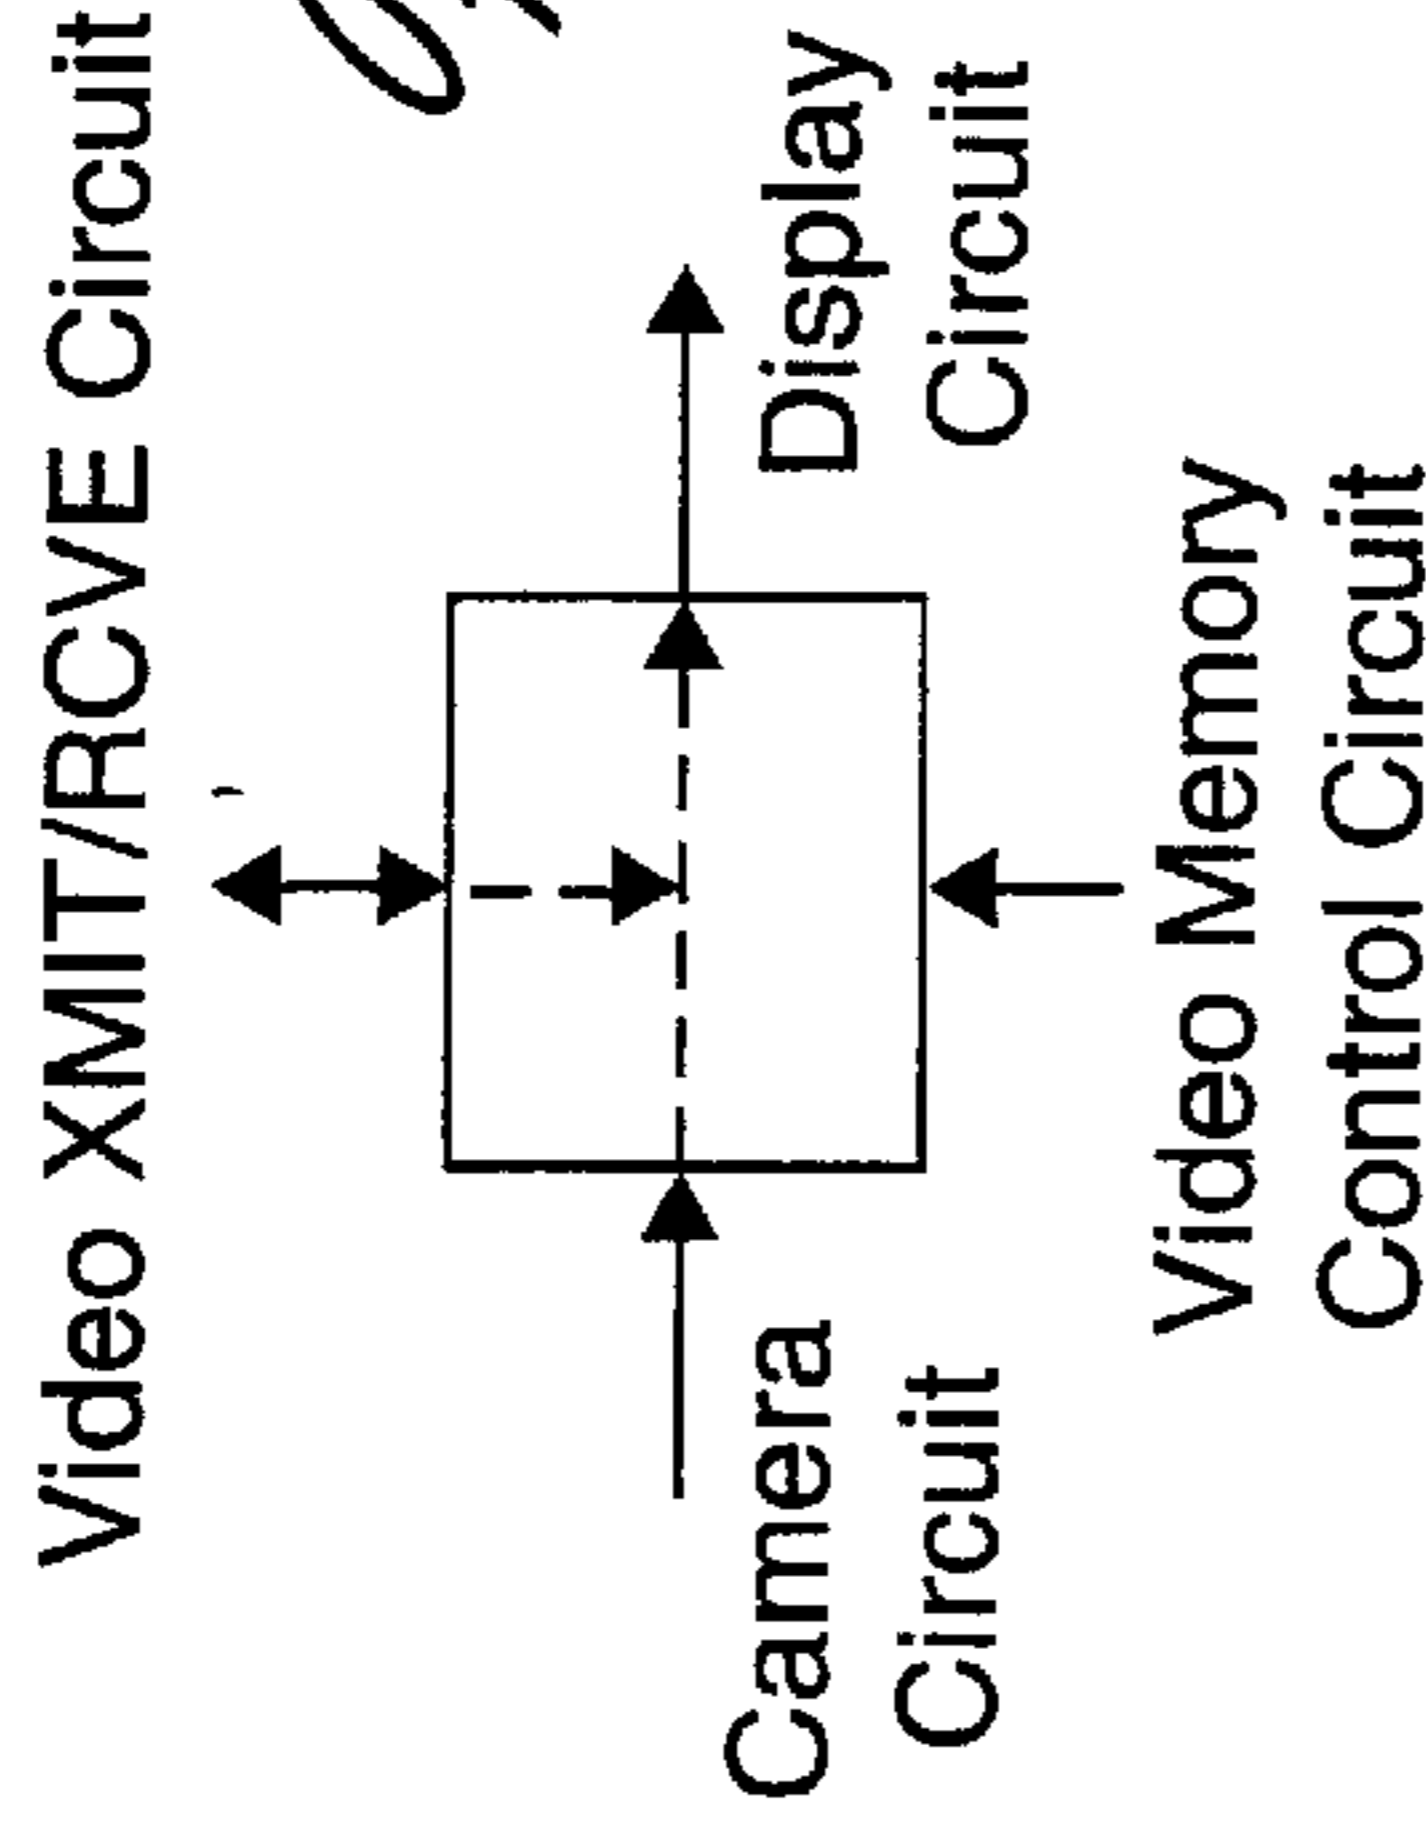 Video XMIT/RCVE Circuit
Camera
Circuit
Display
Circuit
Video Memory
Control Circuit